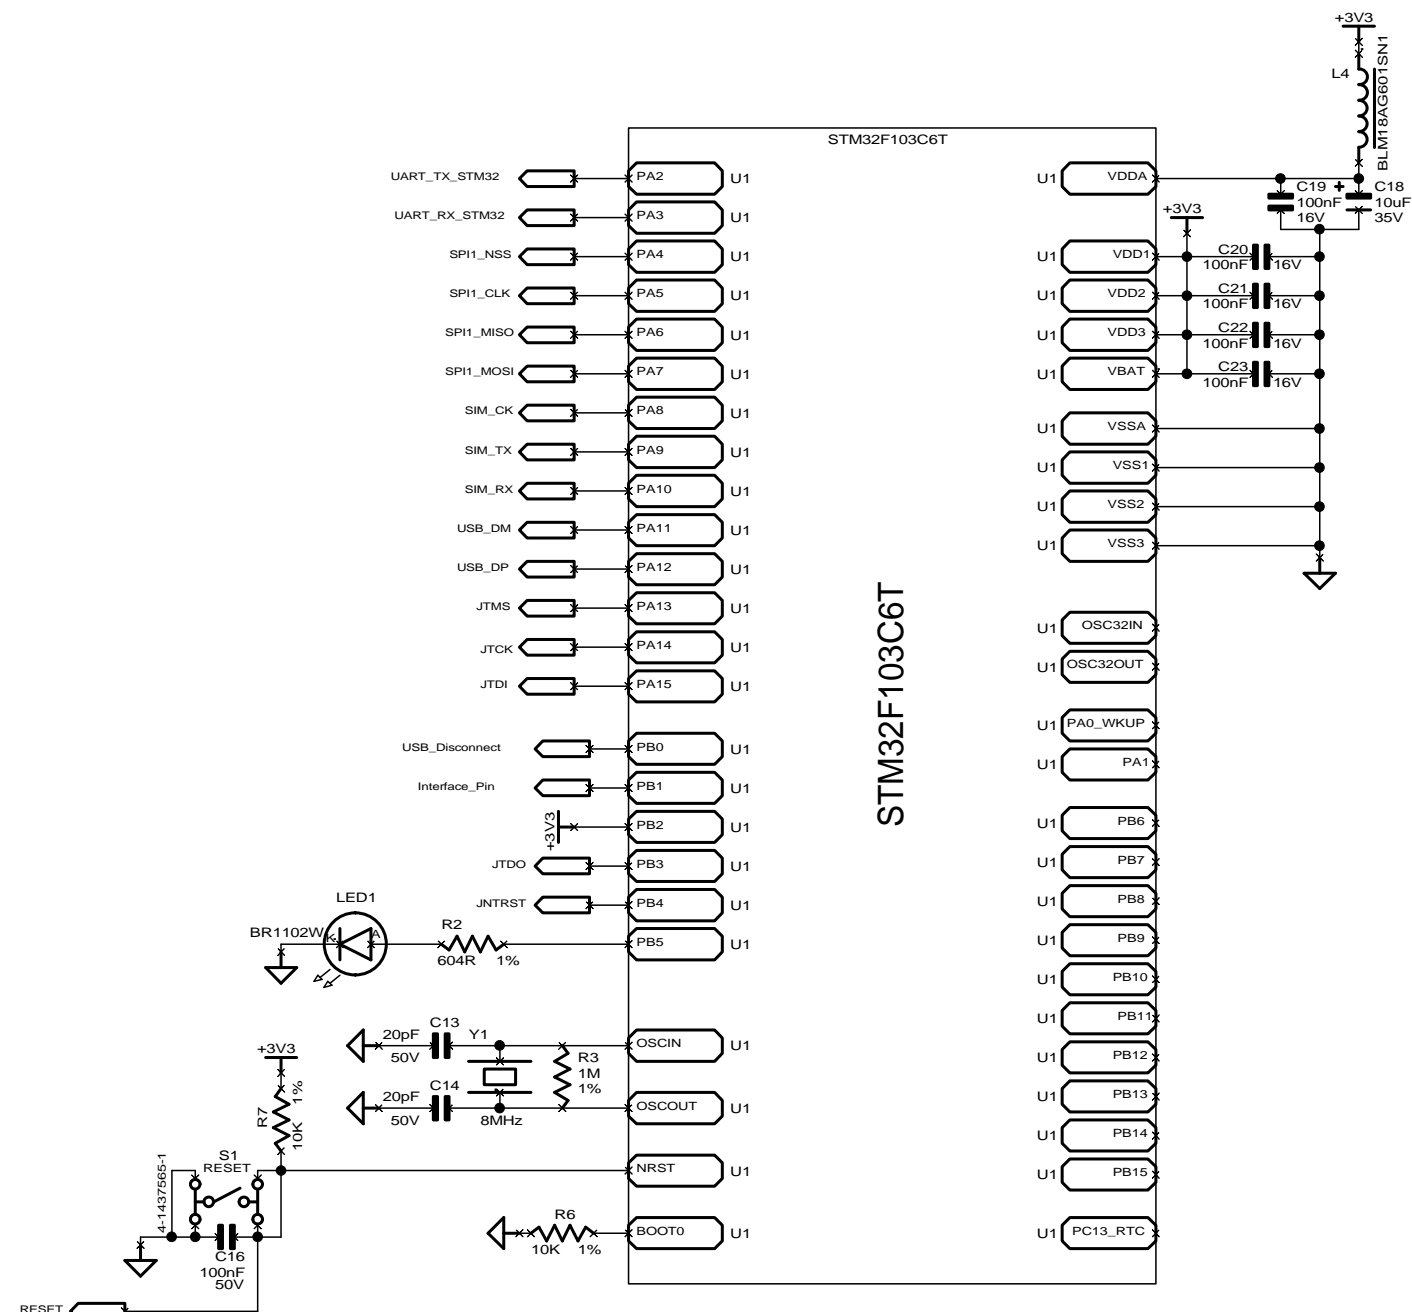 +3V3
L4
BLM18AG601SN1
STM32F103C6T
UART_TX_STM32 PA2 U1
U1 VDDA
C19 + C18
100nF 10uF
16V 35V
UART_RX_STM32 PA3 U1
+3V3
SPI1_NSS PA4 U1
U1 VDD1 C20
100nF 16V
SPI1_CLK PA5 U1
U1 VDD2 C21
100nF 16V
SPI1_MISO PA6 U1
U1 VDD3 C22
100nF 16V
SPI1_MOSI PA7 U1
U1 VBAT C23
100nF 16V
SIM_CK PA8 U1
U1 VSSA
SIM_TX PA9 U1
U1 VSS1
SIM_RX PA10 U1
U1 VSS2
USB_DM PA11 U1
U1 VSS3
USB_DP PA12 U1
JTMS PA13 U1
U1 OSC32IN
JTCK PA14 U1
U1 OSC32OUT
JTDI PA15 U1
STM32F103C6T
U1 PA0_WKUP
USB_Disconnect PB0 U1
U1 PA1
Interface_Pin PB1 U1
+3V3 PB2 U1
U1 PB6
JTDO PB3 U1
U1 PB7
JNTRST PB4 U1
U1 PB8
LED1
BR1102W K A
R2
604R 1%
PB5 U1
U1 PB9
U1 PB10
U1 PB11
C13
20pF
50V
Y1
8MHz
OSCIN U1
R3
1M
1%
U1 PB12
C14
20pF
50V
OSCOUT U1
U1 PB13
U1 PB14
+3V3
R7
10K
1%
S1
RESET
4-1437565-1
NRST U1
U1 PB15
R6
10K 1%
BOOT0 U1
U1 PC13_RTC
C16
100nF
50V
RESET